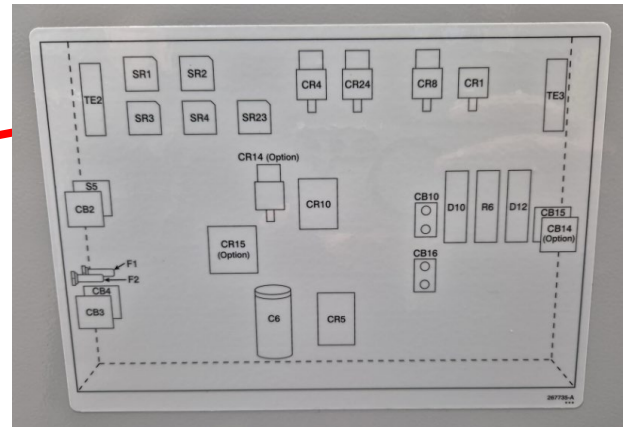 TE2
SR1
SR2
CR4
CR24
CR8
CR1
TE3
SR3
SR4
SR23
CR14 (Option)
S5
CB2
CR10
CB10
D10
R6
D12
CB15
CB14
(Option)
CR15
(Option)
CB16
F1
F2
CB4
CB3
C6
CR5